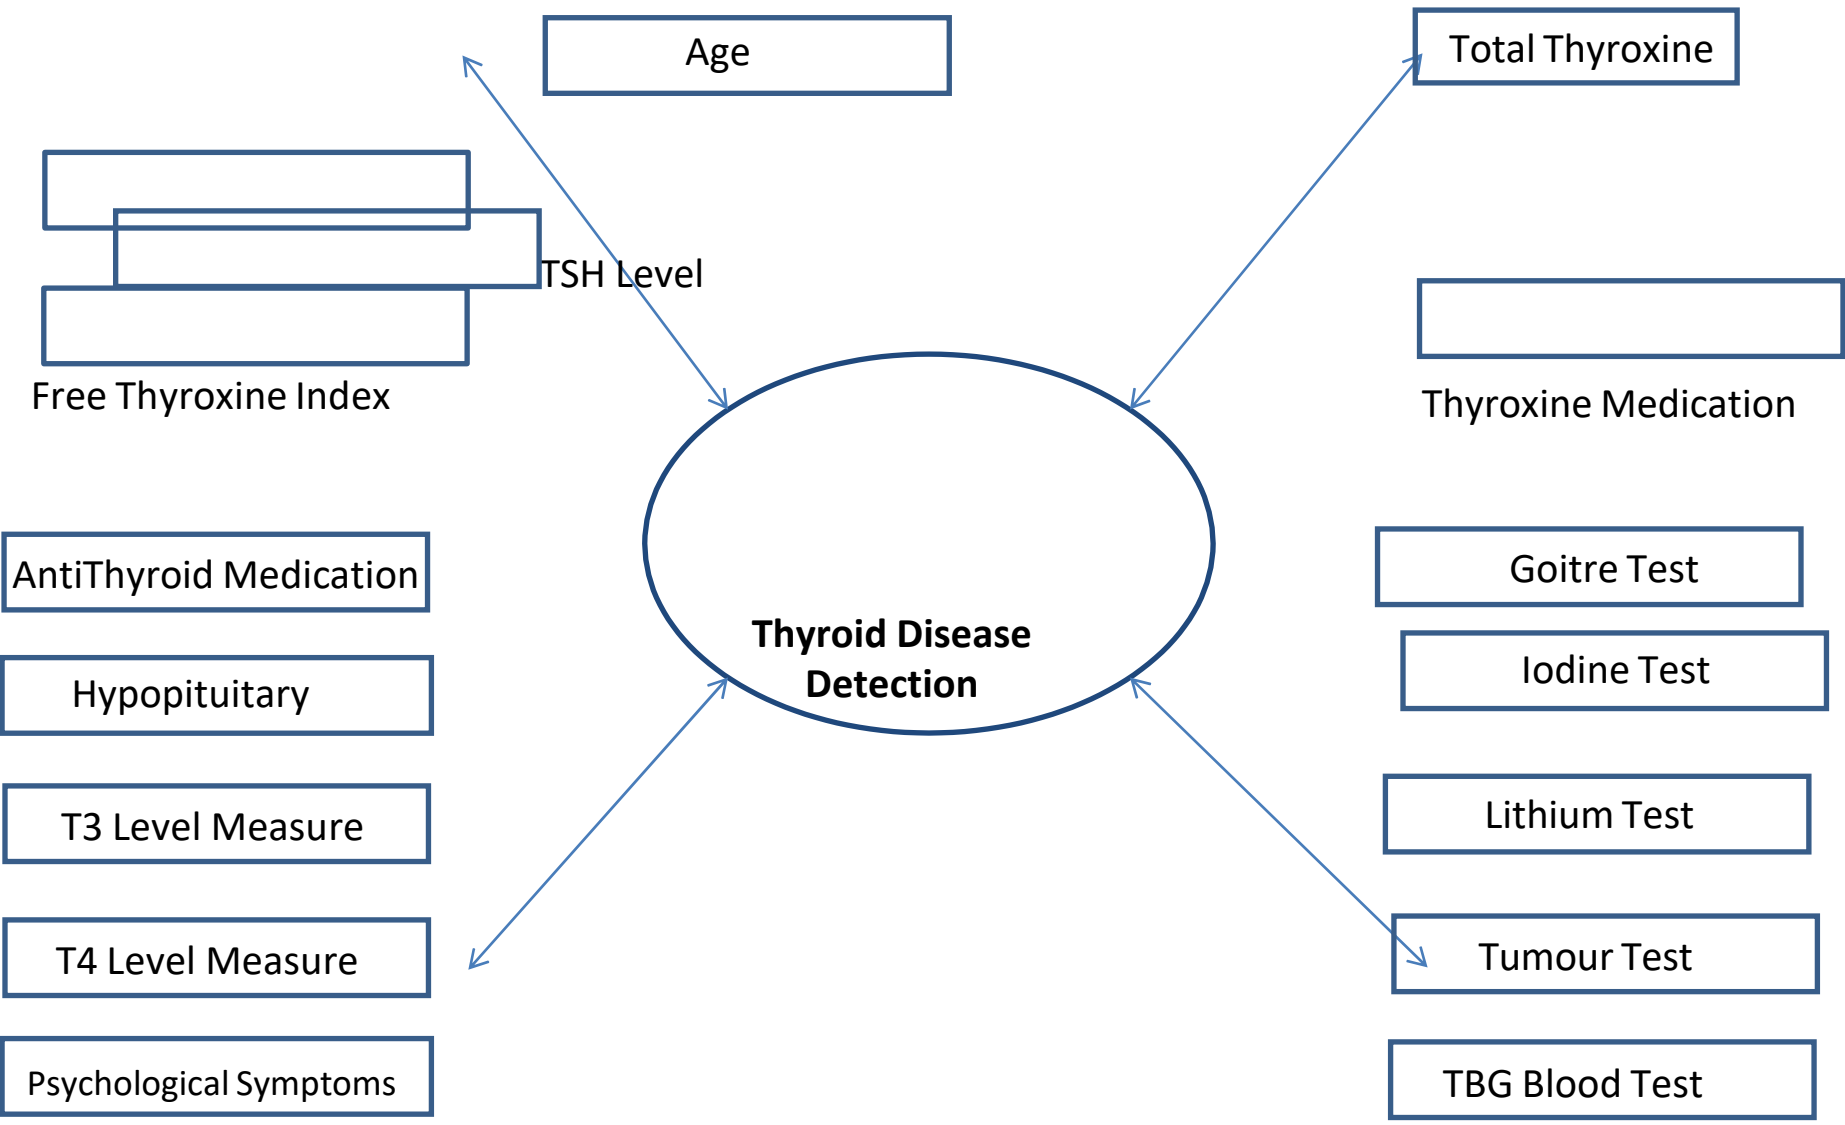 Age
Total Thyroxine
TSH Level
Free Thyroxine Index
Thyroxine Medication
AntiThyroid Medication
Goitre Test
Thyroid Disease
Detection
Hypopituitary
Iodine Test
T3 Level Measure
Lithium Test
T4 Level Measure
Tumour Test
Psychological Symptoms
TBG Blood Test